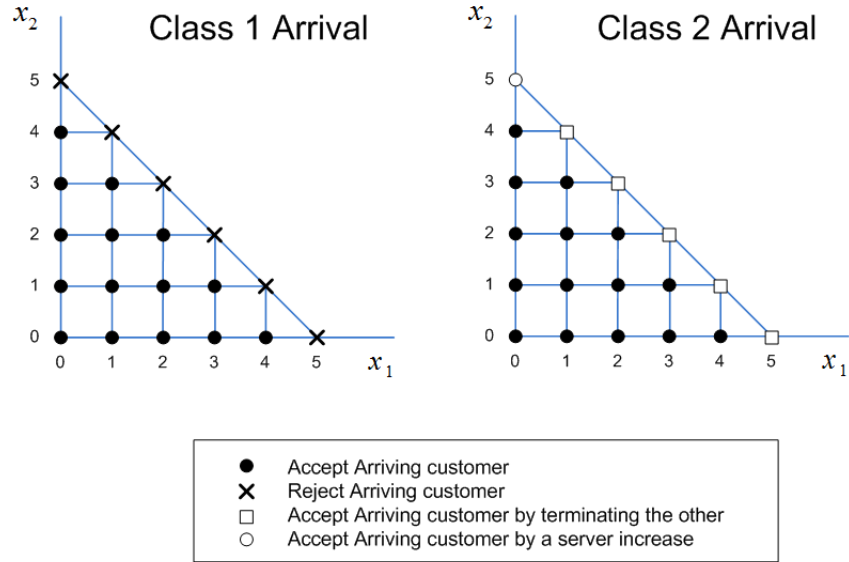 x₂ Class 1 Arrival
5
4
3
2
1
0
0 1 2 3 4 5
x₁
x₂ Class 2 Arrival
5
4
3
2
1
0
0 1 2 3 4 5
x₁
Accept Arriving customer
Reject Arriving customer
Accept Arriving customer by terminating the other
Accept Arriving customer by a server increase